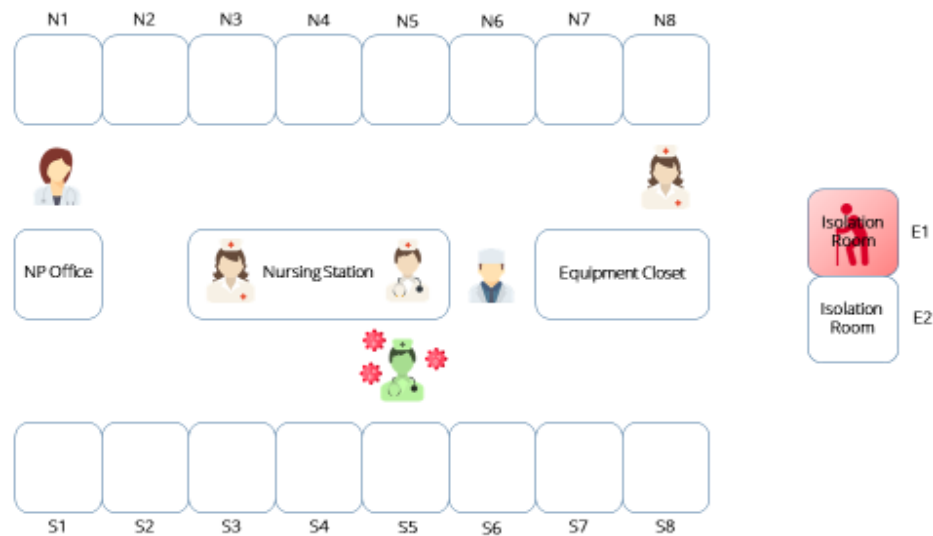 N1 N2 N3 N4 N5 N6 N7 N8
Isolation
Room
E1
NP Office
Nursing Station
Equipment Closet
Isolation
Room
E2
S1 S2 S3 S4 S5 S6 S7 S8